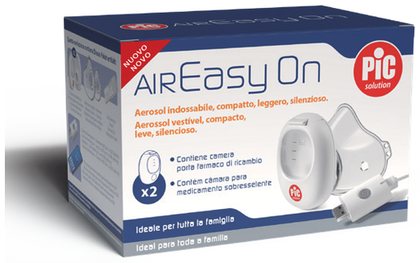 NUOVO
NOVO
AIREasy On
PIC
solution
Aerosol indossabile, compatto, leggero, silenzioso.
Aerossol vestível, compacto,
leve, silencioso.
• Contiene camera
porta farmaco di ricambio
• Contém câmara para
medicamento sobresselente
x2
PIC
Ideale per tutta la famiglia
Ideal para toda a família